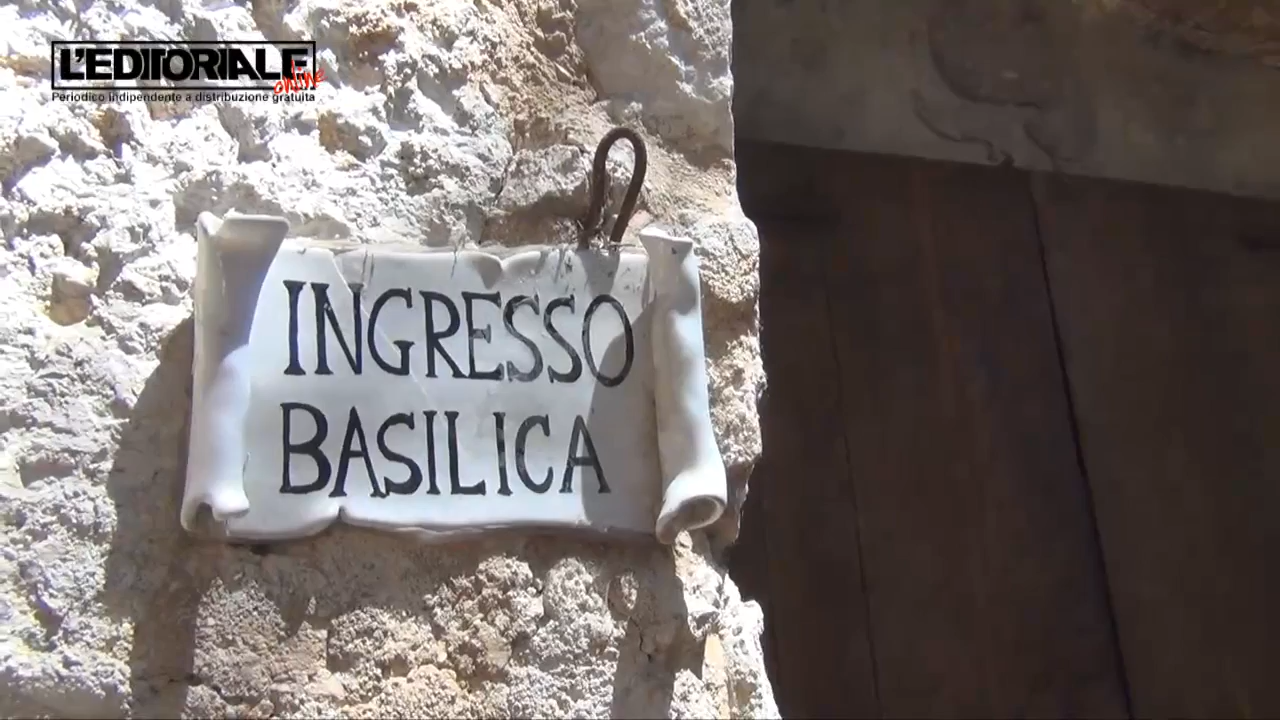 L'EDITORIALE
online
Periodico indipendente a distribuzione gratuita
INGRESSO
BASILICA